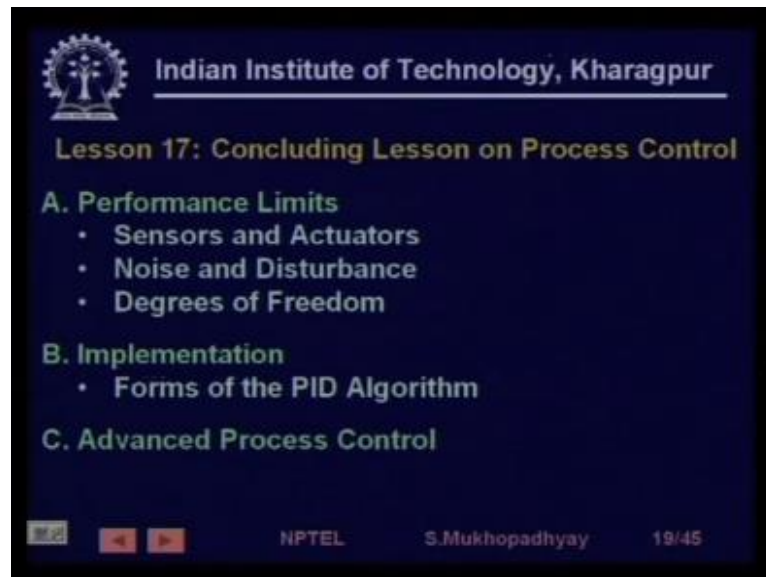 Indian Institute of Technology, Kharagpur
Lesson 17: Concluding Lesson on Process Control
A. Performance Limits
• Sensors and Actuators
• Noise and Disturbance
• Degrees of Freedom
B. Implementation
• Forms of the PID Algorithm
C. Advanced Process Control
NPTEL S.Mukhopadhyay 19/45